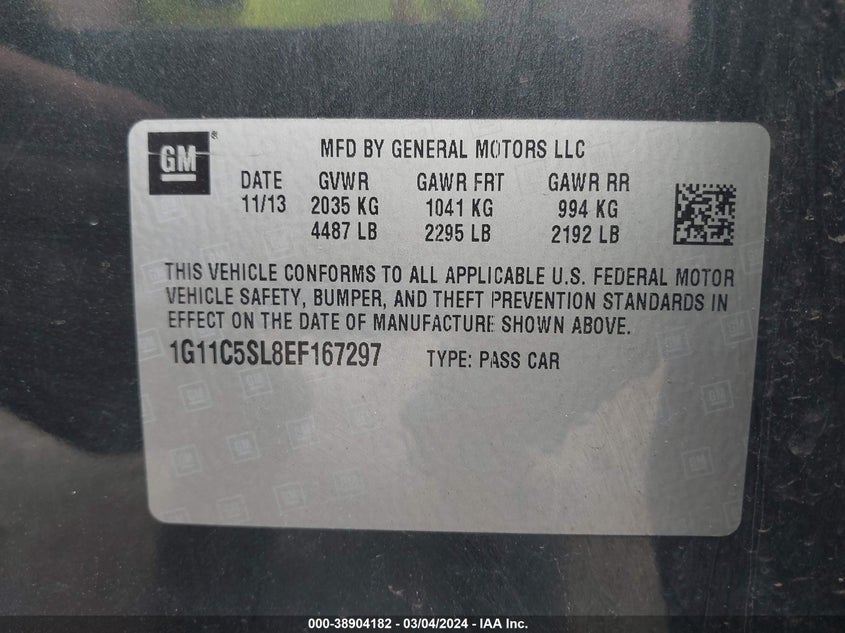 GM ®
MFD BY GENERAL MOTORS LLC
DATE GVWR GAWR FRT GAWR RR
11/13 2035 KG 1041 KG 994 KG
4487 LB 2295 LB 2192 LB
THIS VEHICLE CONFORMS TO ALL APPLICABLE U.S. FEDERAL MOTOR
VEHICLE SAFETY, BUMPER, AND THEFT PREVENTION STANDARDS IN
EFFECT ON THE DATE OF MANUFACTURE SHOWN ABOVE.
1G11C5SL8EF167297 TYPE: PASS CAR
000-38904182 - 03/04/2024 - IAA Inc.